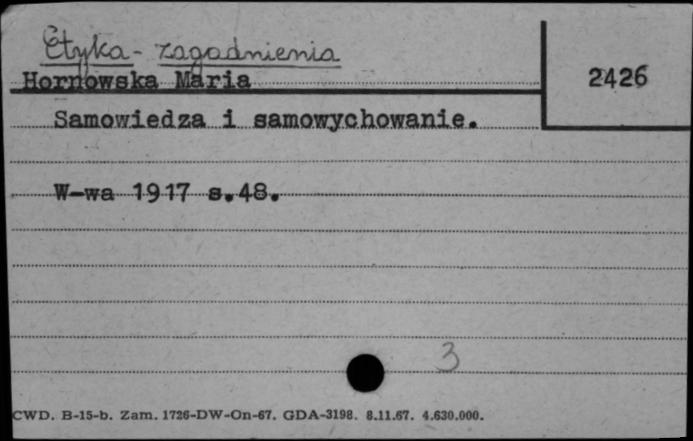 Etyka - zagadnienia
Hornowska Maria
2426
Samowiedza i samowychowanie.
W-wa 1917 s.48.
3
CWD. B-15-b. Zam. 1726-DW-On-67. GDA-3198. 8.11.67. 4.630.000.